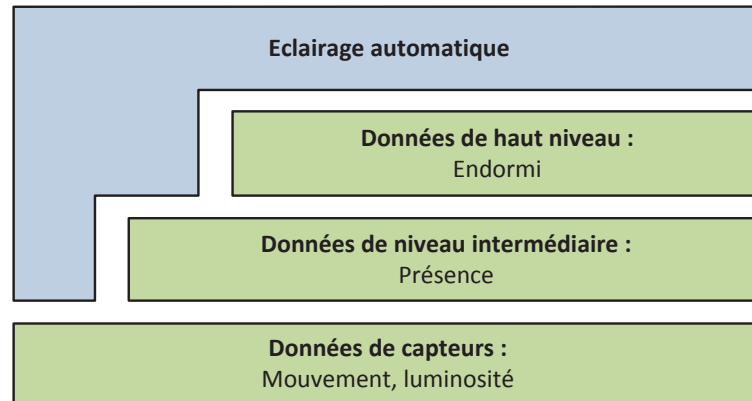 Eclairage automatique
Données de haut niveau :
Endormi
Données de niveau intermédiaire :
Présence
Données de capteurs :
Mouvement, luminosité